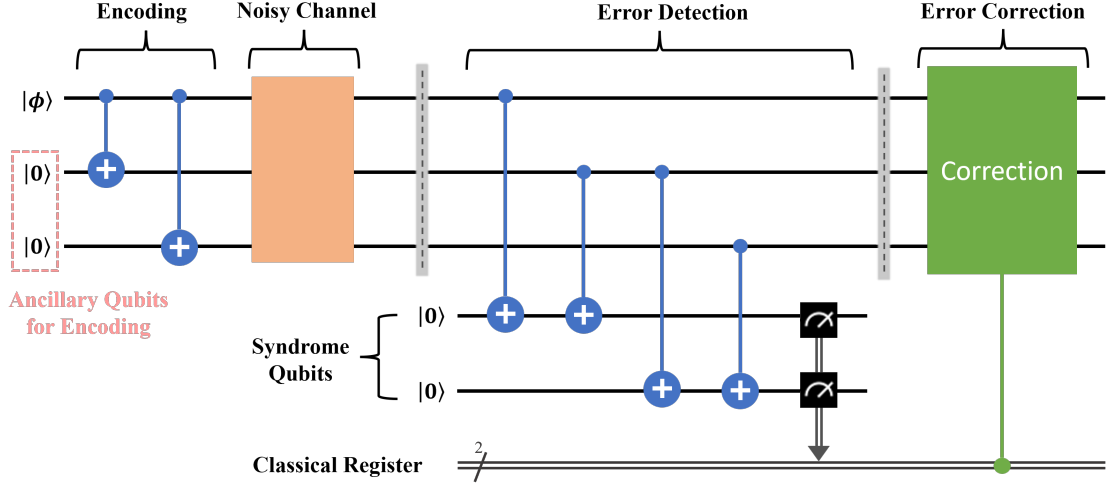 Encoding
Noisy Channel
Error Detection
Error Correction
|ϕ⟩
|0⟩
|0⟩
Correction
Ancillary Qubits
for Encoding
|0⟩
Syndrome
Qubits
|0⟩
2
Classical Register